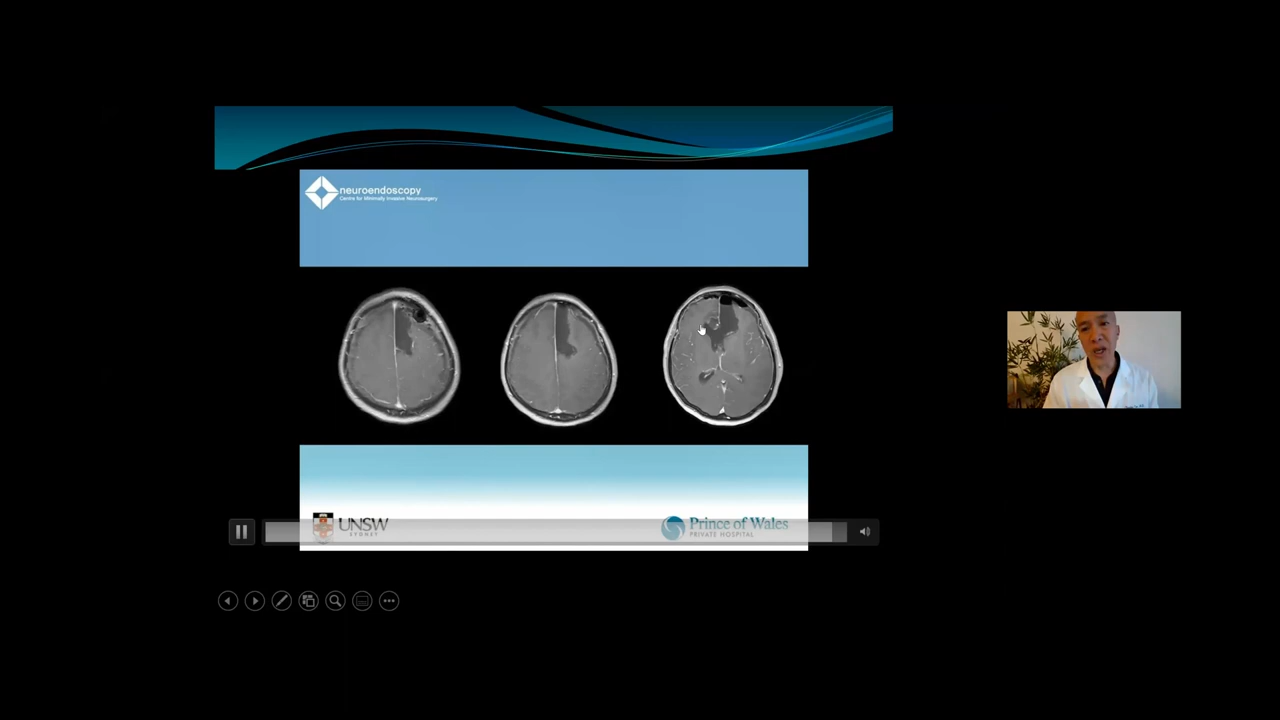 neuroendoscopy
Centre for Minimally Invasive Neurosurgery
UNSW
SYDNEY
Prince of Wales
PRIVATE HOSPITAL